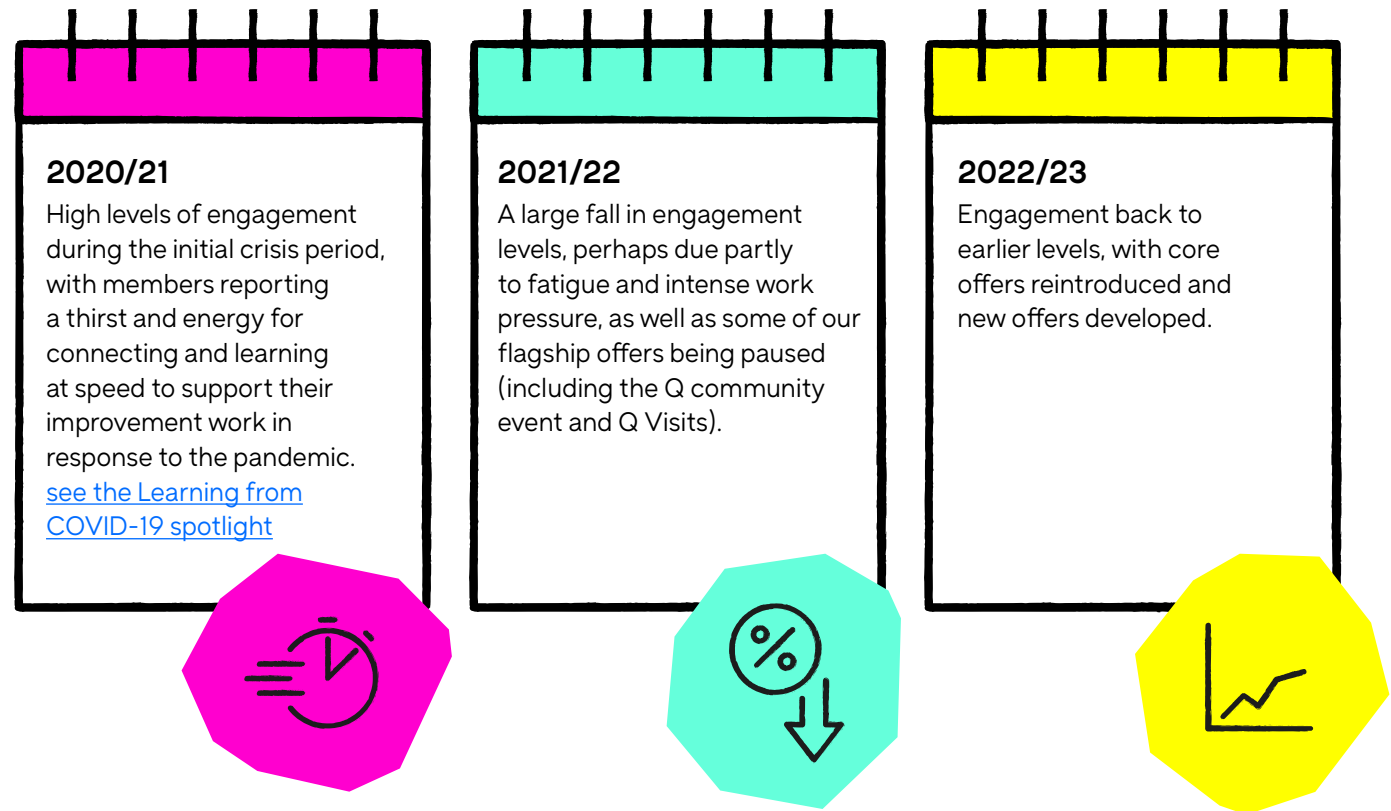 2020/21
High levels of engagement
during the initial crisis period,
with members reporting
a thirst and energy for
connecting and learning
at speed to support their
improvement work in
response to the pandemic.
see the Learning from
COVID-19 spotlight
2021/22
A large fall in engagement
levels, perhaps due partly
to fatigue and intense work
pressure, as well as some of our
flagship offers being paused
(including the Q community
event and Q Visits).
2022/23
Engagement back to
earlier levels, with core
offers reintroduced and
new offers developed.
%